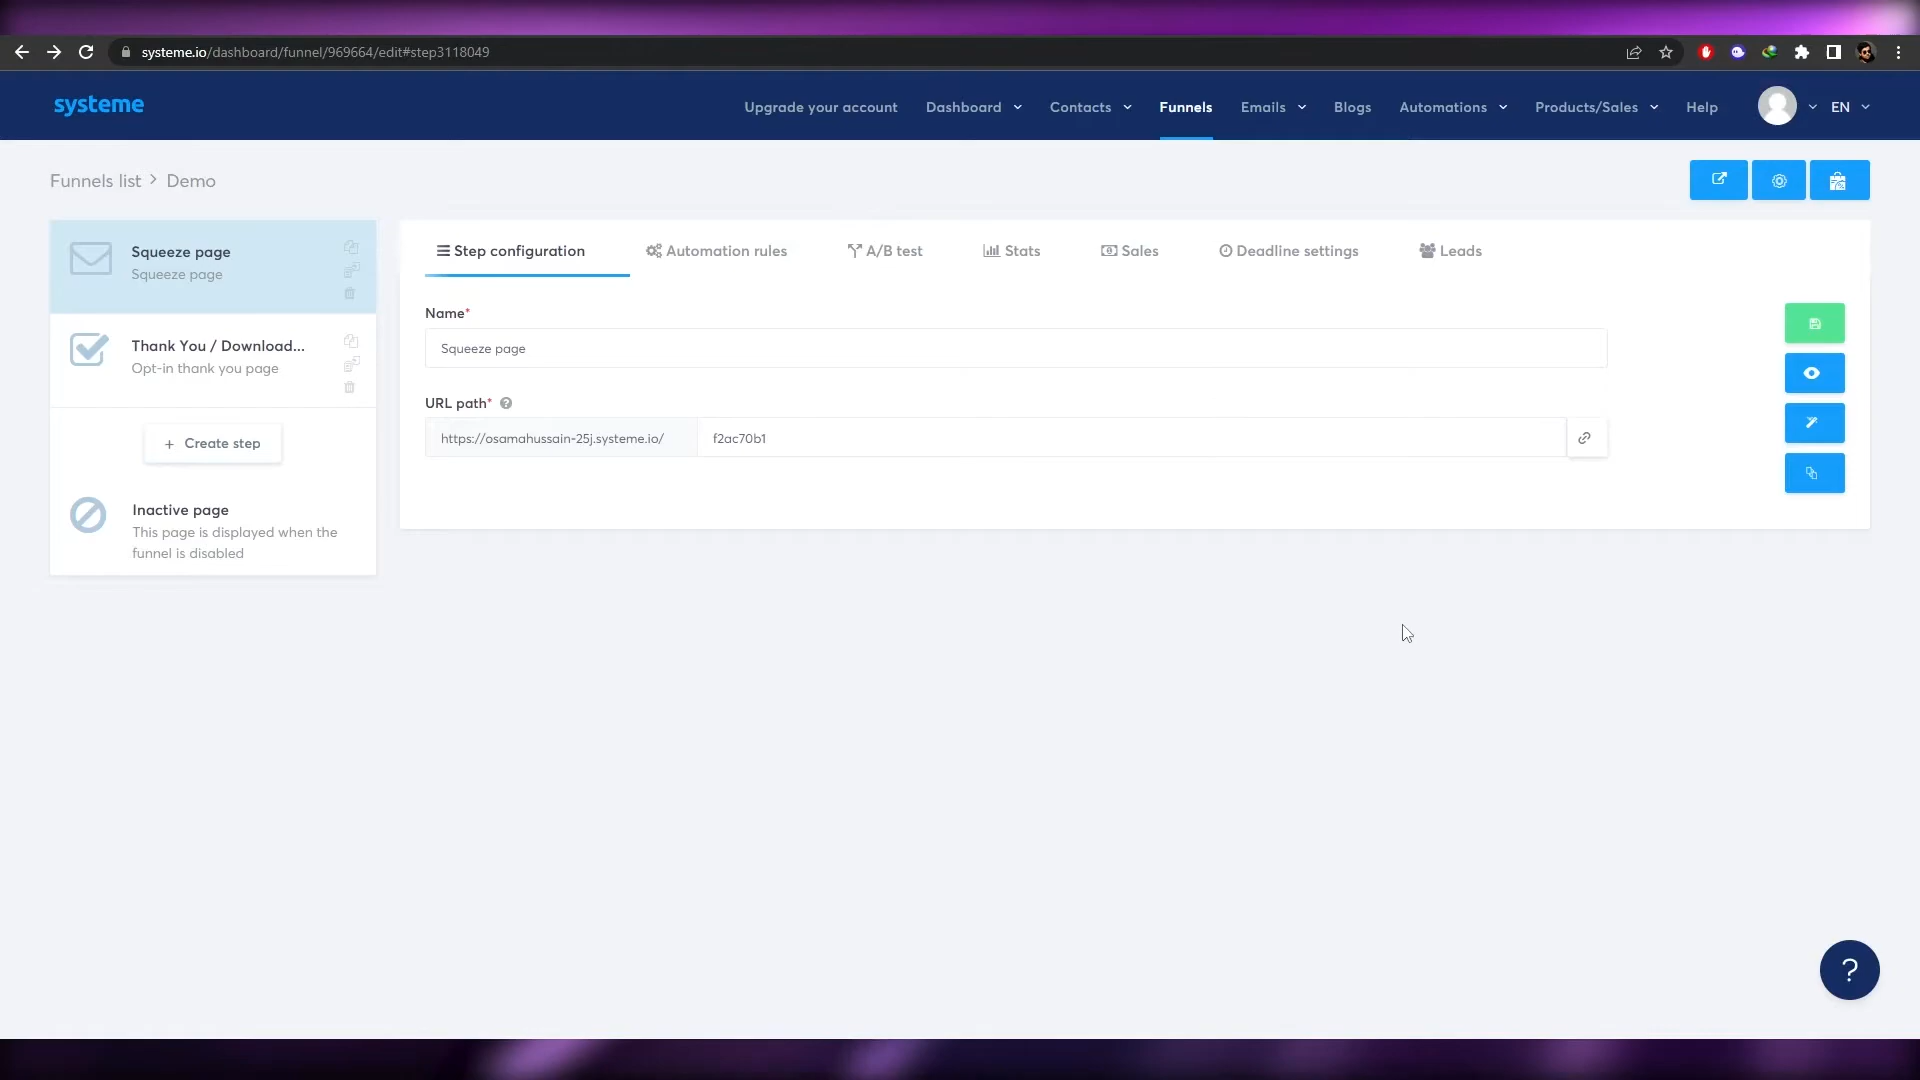 systeme.io/dashboard/funnel/969664/edit#step3118049
systeme
Upgrade your account
Dashboard
Contacts
Funnels
Emails
Blogs
Automations
Products/Sales
Help
EN
Funnels list > Demo
Squeeze page
Squeeze page
Thank You / Download...
Opt-in thank you page
+ Create step
Inactive page
This page is displayed when the
funnel is disabled
Step configuration
Automation rules
A/B test
Stats
Sales
Deadline settings
Leads
Name*
Squeeze page
URL path* ?
https://osamahussain-25j.systeme.io/
f2ac70b1
?